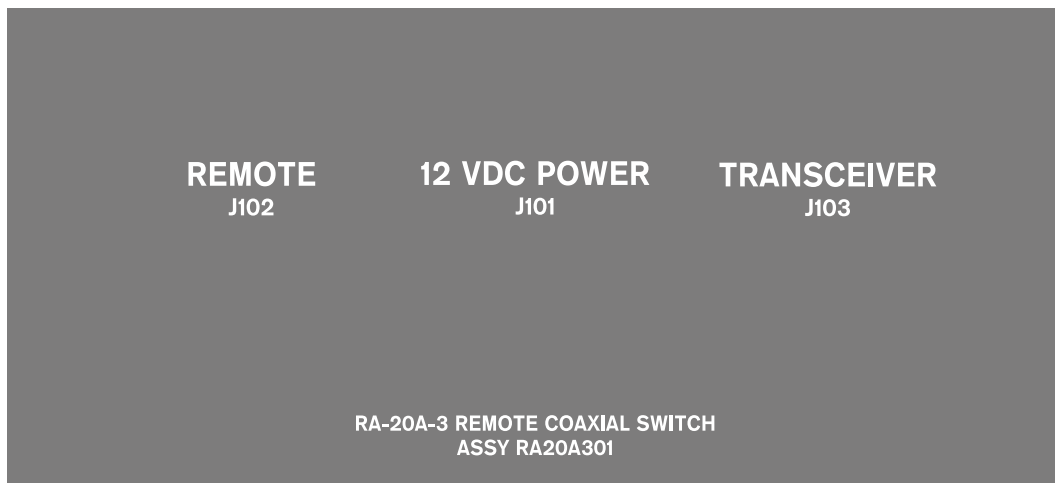 REMOTE
J102
12 VDC POWER
J101
TRANSCEIVER
J103
RA-20A-3 REMOTE COAXIAL SWITCH
ASSY RA20A301